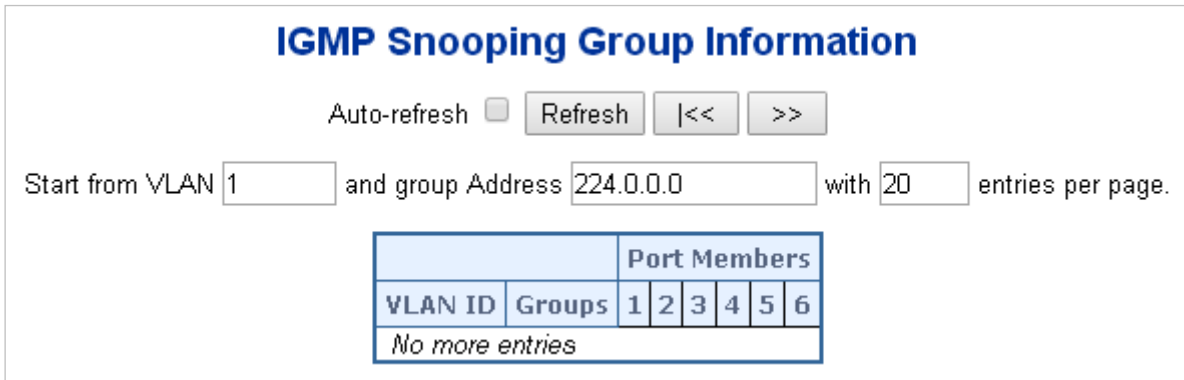 IGMP Snooping Group Information
Auto-refresh Refresh |<< >>
Start from VLAN 1 and group Address 224.0.0.0 with 20 entries per page.
Port Members
VLAN ID Groups 1 2 3 4 5 6
No more entries